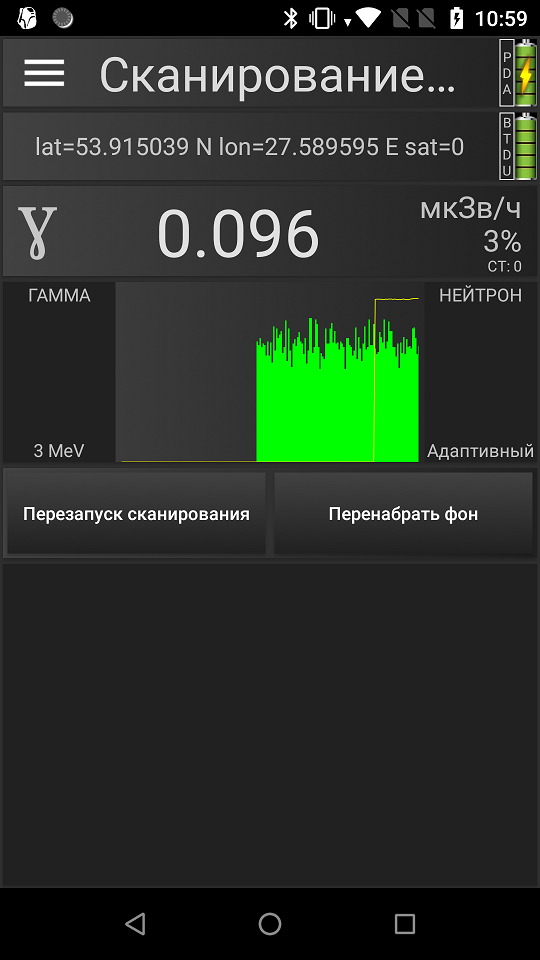 10:59
Сканирование...
PDA
lat=53.915039 N lon=27.589595 E sat=0
BTDU
ɣ 0.096 мкЗв/ч
3%
СТ: 0
ГАММА
НЕЙТРОН
3 MeV
Адаптивный
Перезапуск сканирования
Перенабрать фон